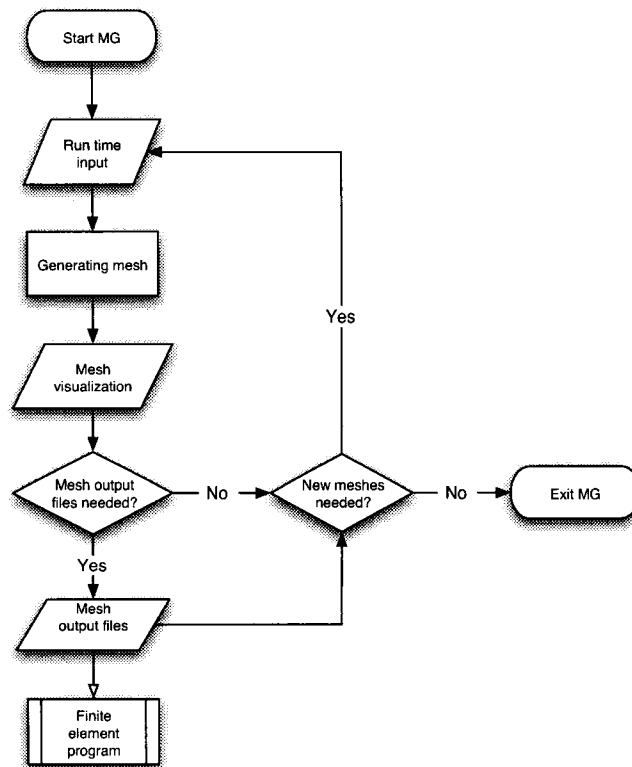 Start MG
Run time
input
Generating mesh
Yes
Mesh
visualization
Mesh output
files needed?
No
New meshes
needed?
No
Exit MG
Yes
Mesh
output files
Finite
element
program